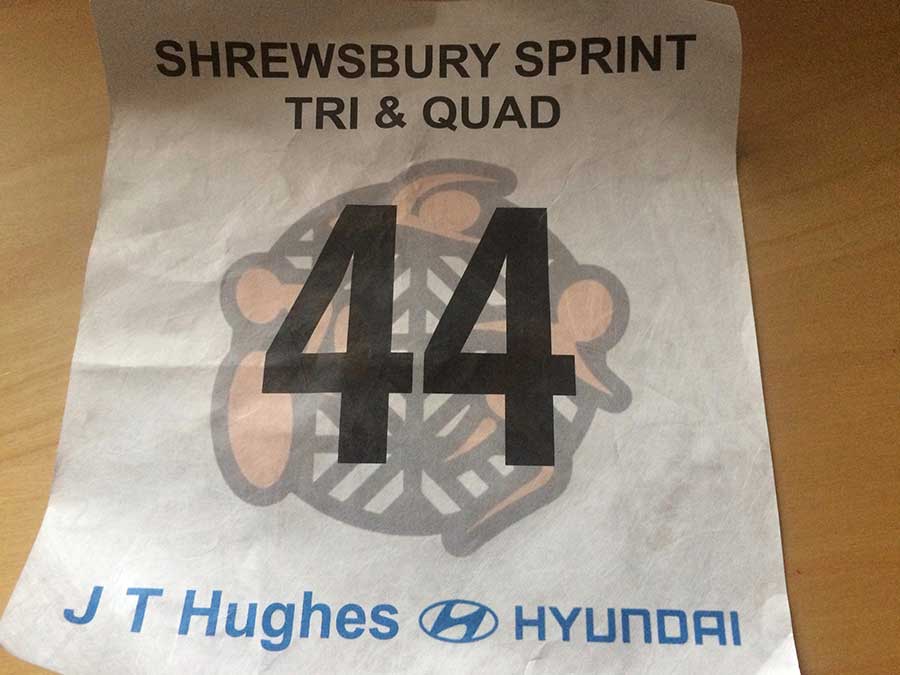 SHREWSBURY SPRINT
TRI & QUAD
44
J T Hughes HYUNDAI